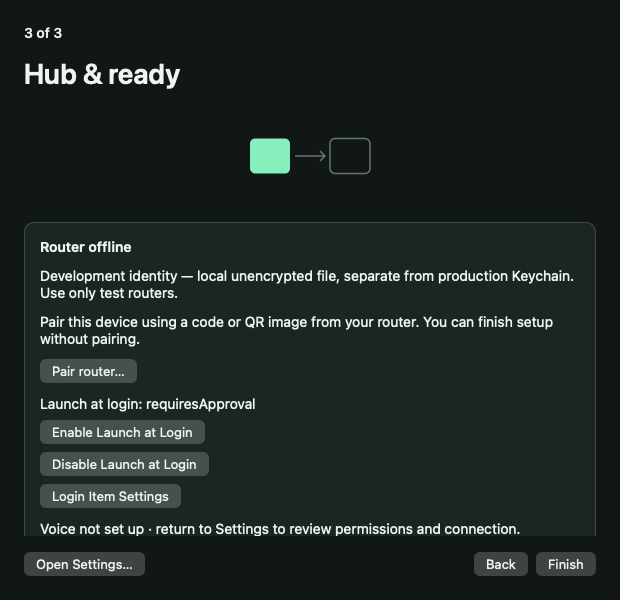 3 of 3
Hub & ready
Router offline
Development identity — local unencrypted file, separate from production Keychain.
Use only test routers.
Pair this device using a code or QR image from your router. You can finish setup
without pairing.
Pair router...
Launch at login: requiresApproval
Enable Launch at Login
Disable Launch at Login
Login Item Settings
Voice not set up · return to Settings to review permissions and connection.
Open Settings...
Back
Finish